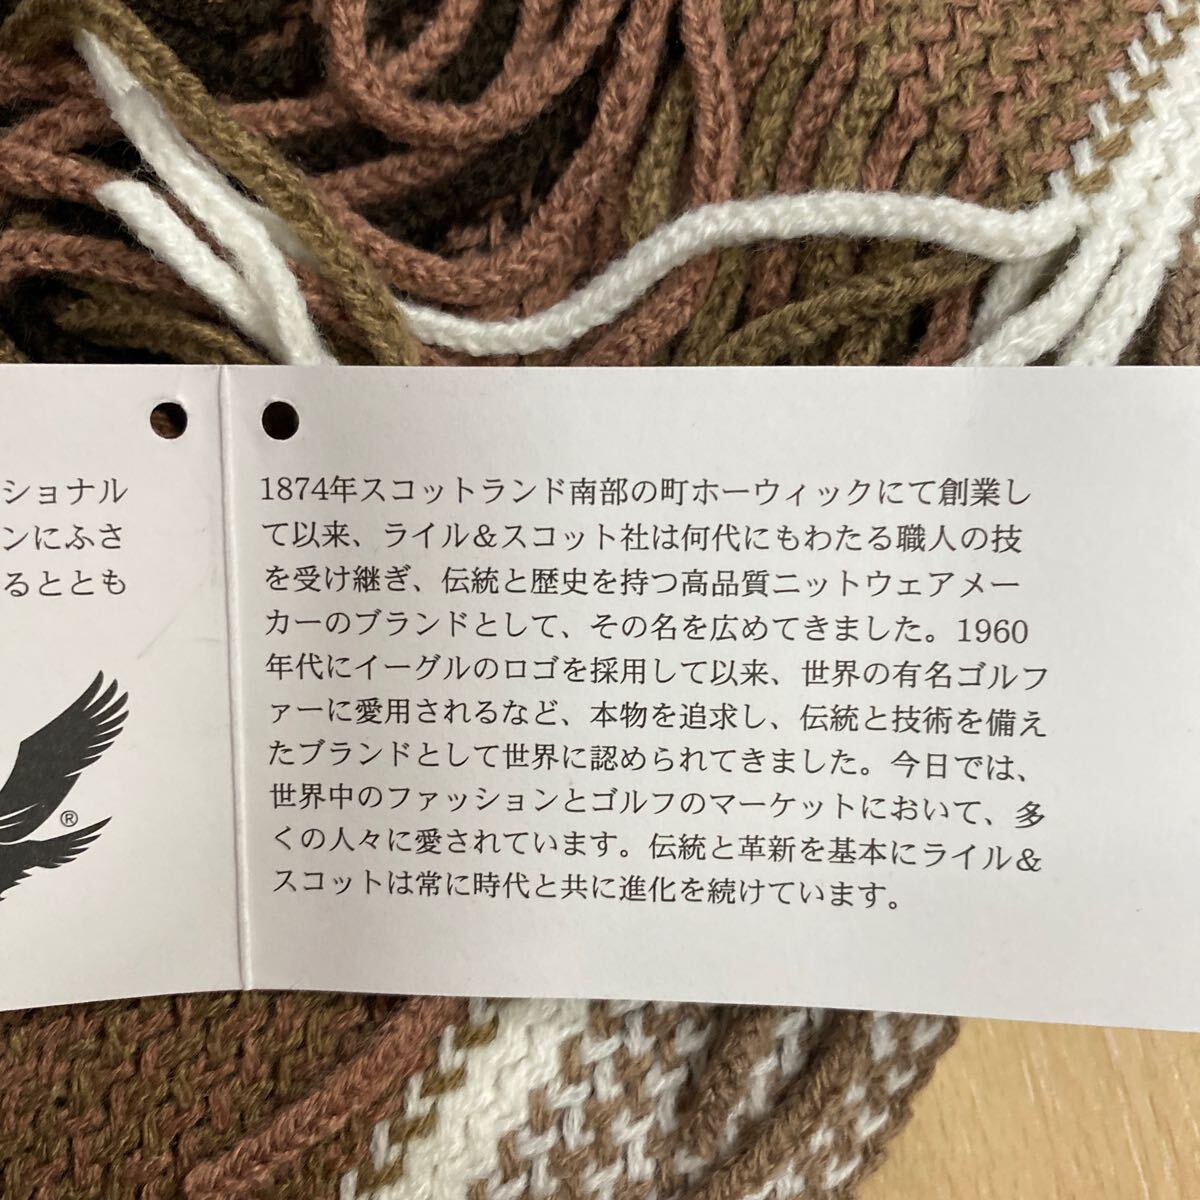 ショナル
ンにふさ
るととも
®
1874年スコットランド南部の町ホーウィックにて創業し
て以来、ライル＆スコット社は何代にもわたる職人の技
を受け継ぎ、伝統と歴史を持つ高品質ニットウェアメー
カーのブランドとして、その名を広めてきました。1960
年代にイーグルのロゴを採用して以来、世界の有名ゴルフ
ァーに愛用されるなど、本物を追求し、伝統と技術を備え
たブランドとして世界に認められてきました。今日では、
世界中のファッションとゴルフのマーケットにおいて、多
くの人々に愛されています。伝統と革新を基本にライル＆
スコットは常に時代と共に進化を続けています。